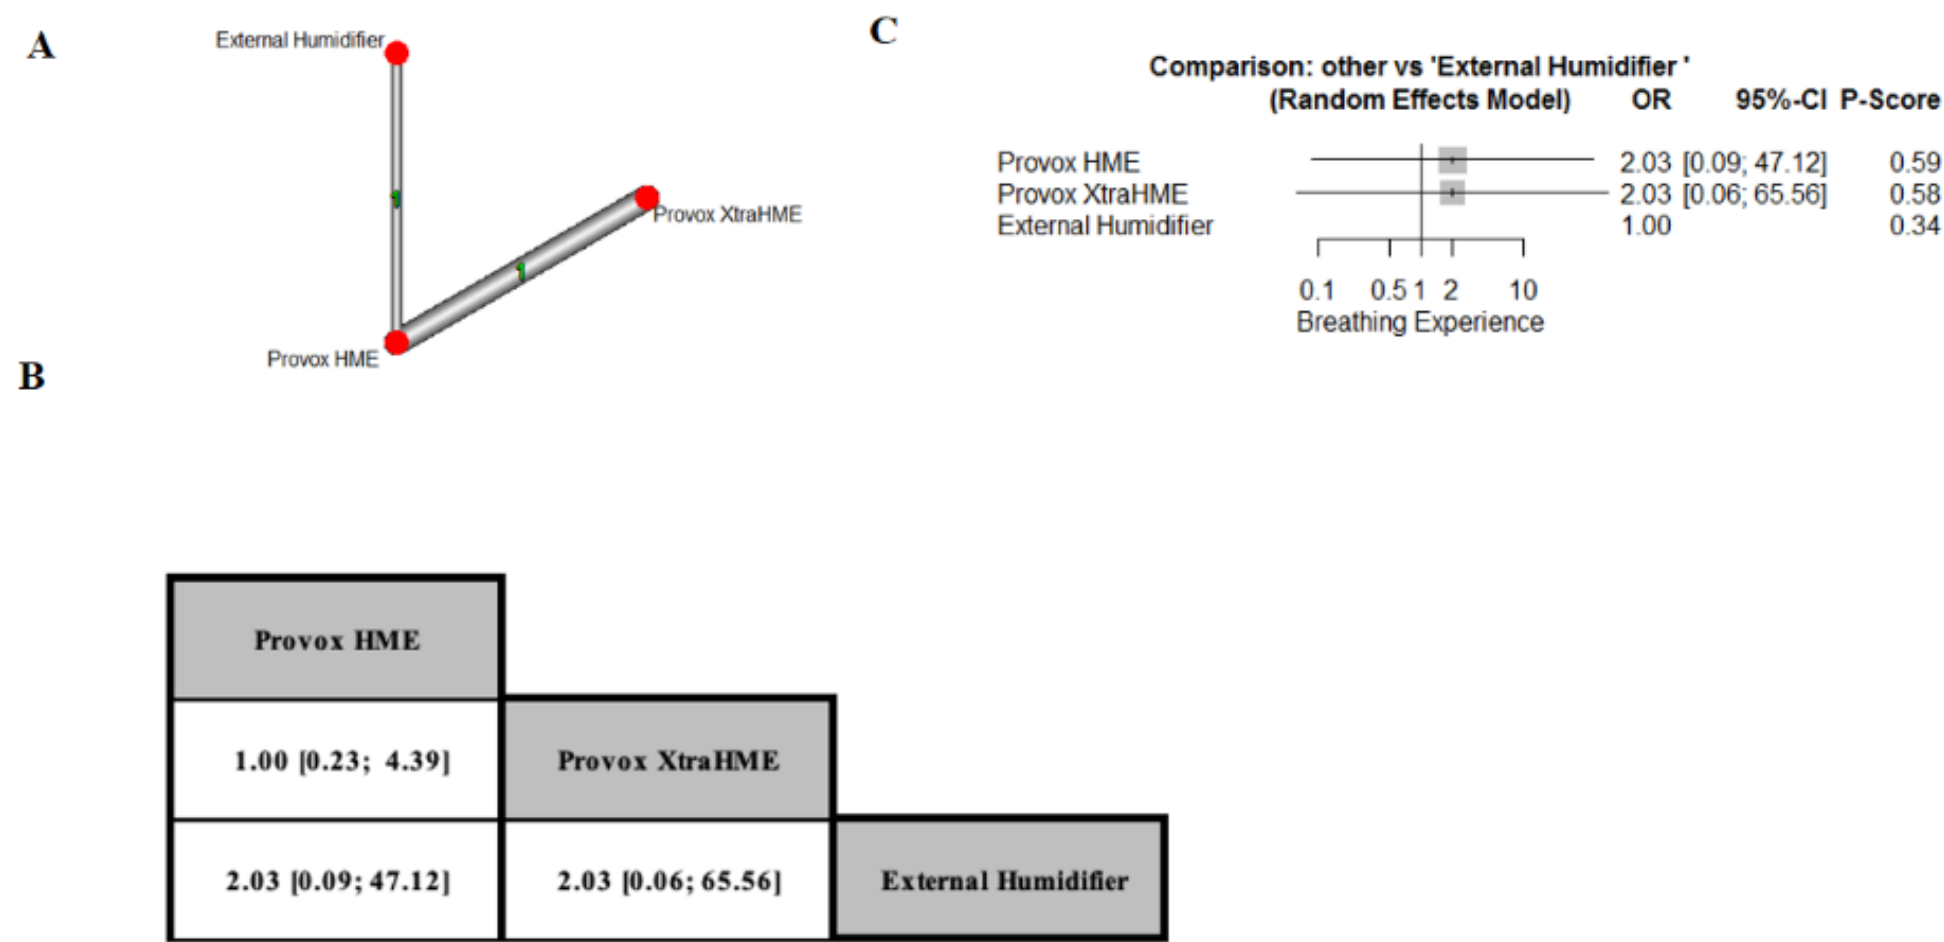 A
External Humidifier
1
Provox XtraHME
1
Provox HME
B
Provox HME
1.00 [0.23; 4.39]
Provox XtraHME
2.03 [0.09; 47.12]
2.03 [0.06; 65.56]
External Humidifier
C
Comparison: other vs 'External Humidifier '
(Random Effects Model) OR 95%-CI P-Score
Provox HME 2.03 [0.09; 47.12] 0.59
Provox XtraHME 2.03 [0.06; 65.56] 0.58
External Humidifier 1.00 0.34
0.1 0.5 1 2 10
Breathing Experience